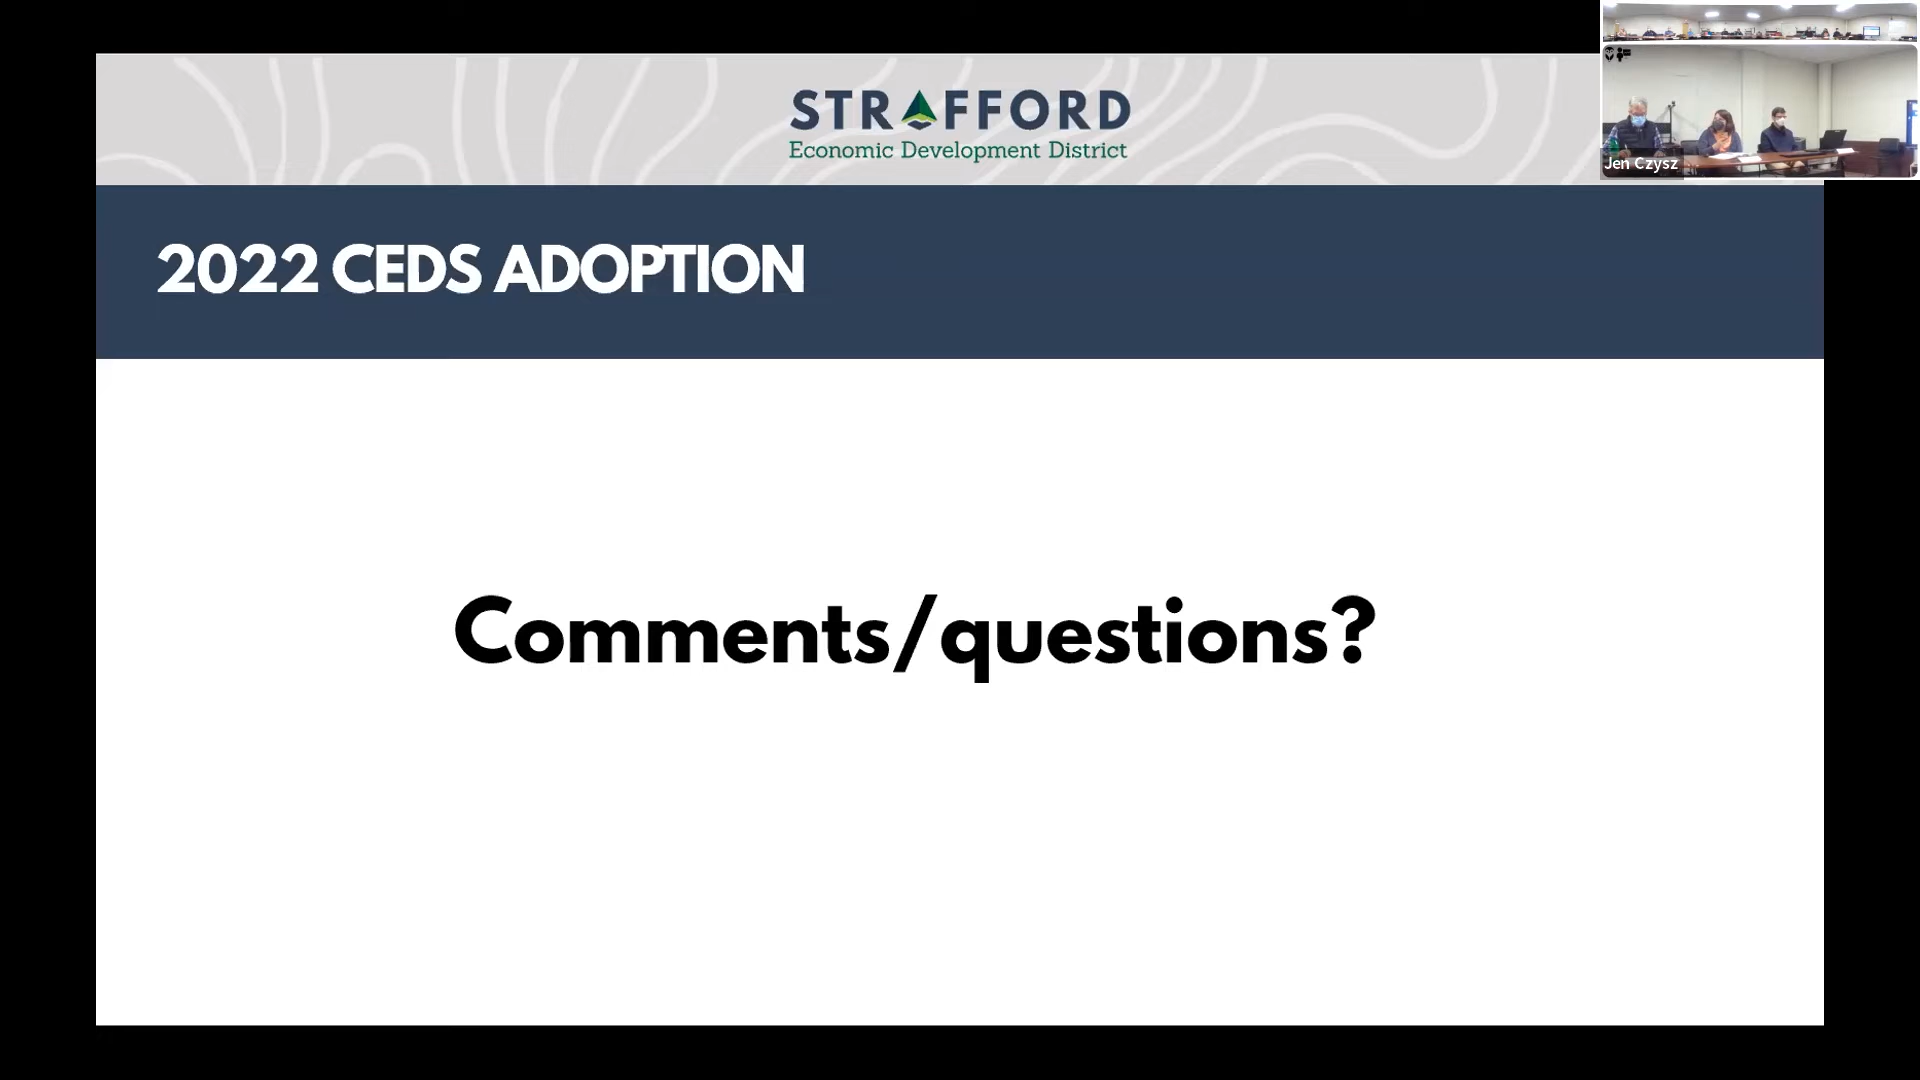 STRAFFORD
Economic Development District
Jen Czysz
2022 CEDS ADOPTION
Comments/questions?